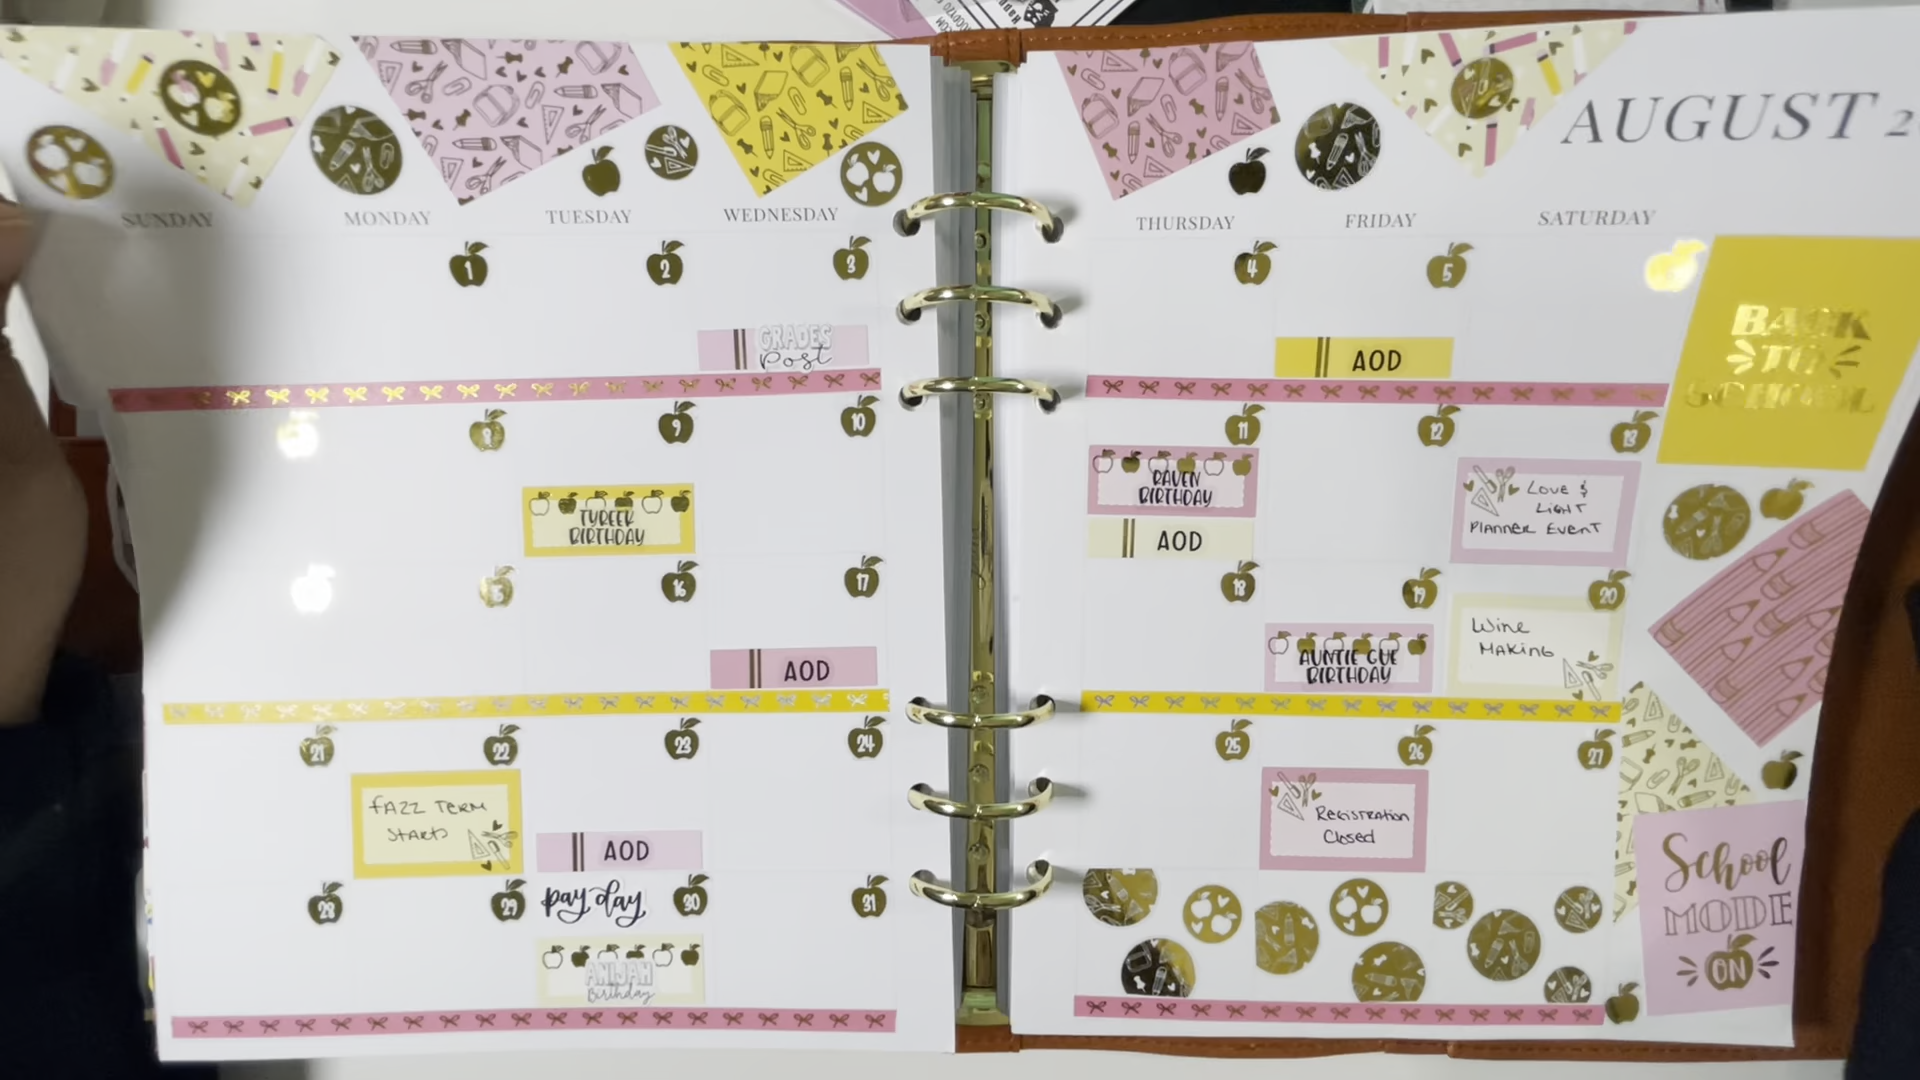 AUGUST 2
SUNDAY MONDAY TUESDAY WEDNESDAY THURSDAY FRIDAY SATURDAY
1 2 3 4 5
GRADES
Post
AOD
BACK
TO
SCHOOL
8 9 10 11 12 13
TYREEK
BIRTHDAY
RAVEN
BIRTHDAY
AOD
LOVE &
LIGHT
PLANNER EVENT
15 16 17 18 19 20
AOD
AUNTIE GUE
BIRTHDAY
WINE
MAKING
21 22 23 24 25 26 27
FAZZ TERM
STARTS
AOD
REGISTRATION
CLOSED
28 29 30 31
pay day
ANIJAH
Birthday
School
MODE
ON